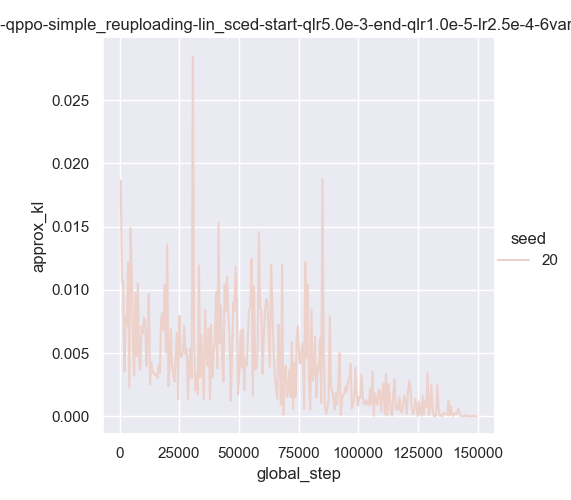 -qppo-simple_reuploading-lin_sced-start-qlr5.0e-3-end-qlr1.0e-5-lr2.5e-4-6var
0.025
0.020
0.015
0.010
0.005
0.000
approx_kl
0 25000 50000 75000 100000 125000 150000
global_step
seed
20